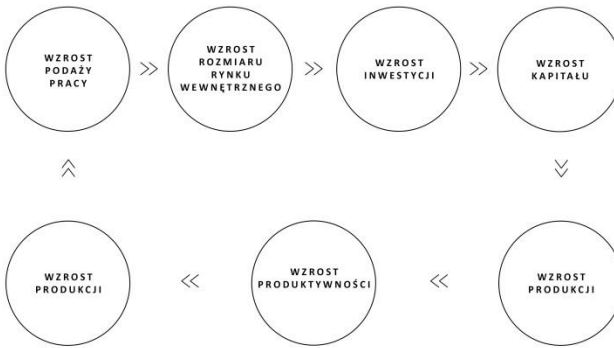 WZROST
PODAŻY
PRACY
WZROST
ROZMIARU
RYNKU
WEWNĘTRZNEGO
WZROST
INWESTYCJI
WZROST
KAPITAŁU
WZROST
PRODUKCJI
WZROST
PRODUKTYWNOŚCI
WZROST
PRODUKCJI